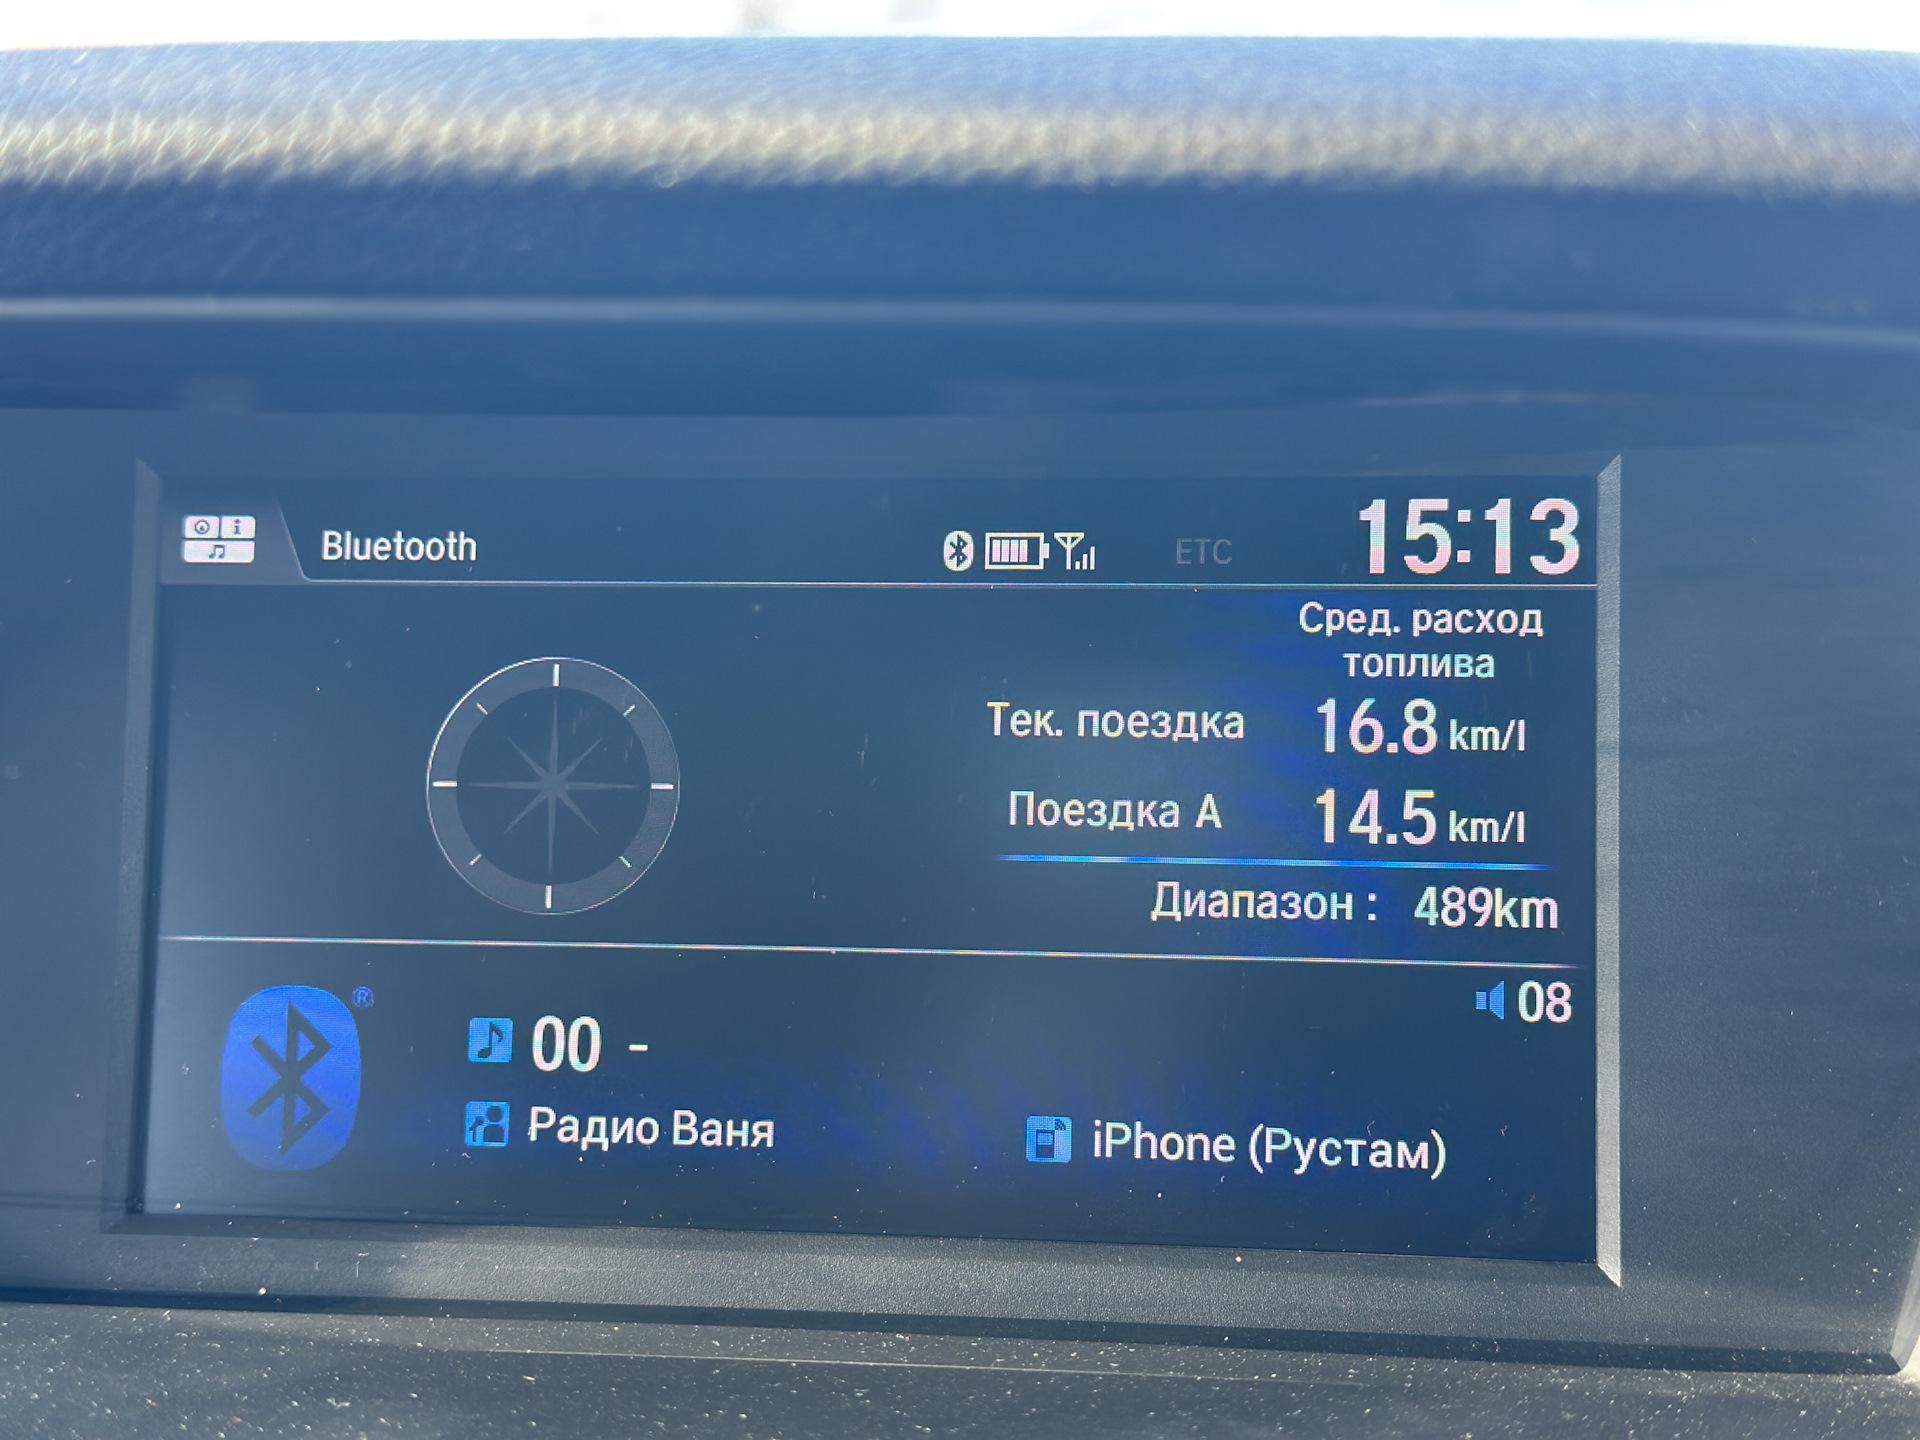 Bluetooth
ETC
15:13
Сред. расход
топлива
Тек. поездка 16.8 km/l
Поездка A 14.5 km/l
Диапазон : 489km
08
®
00 -
Радио Ваня
iPhone (Рустам)